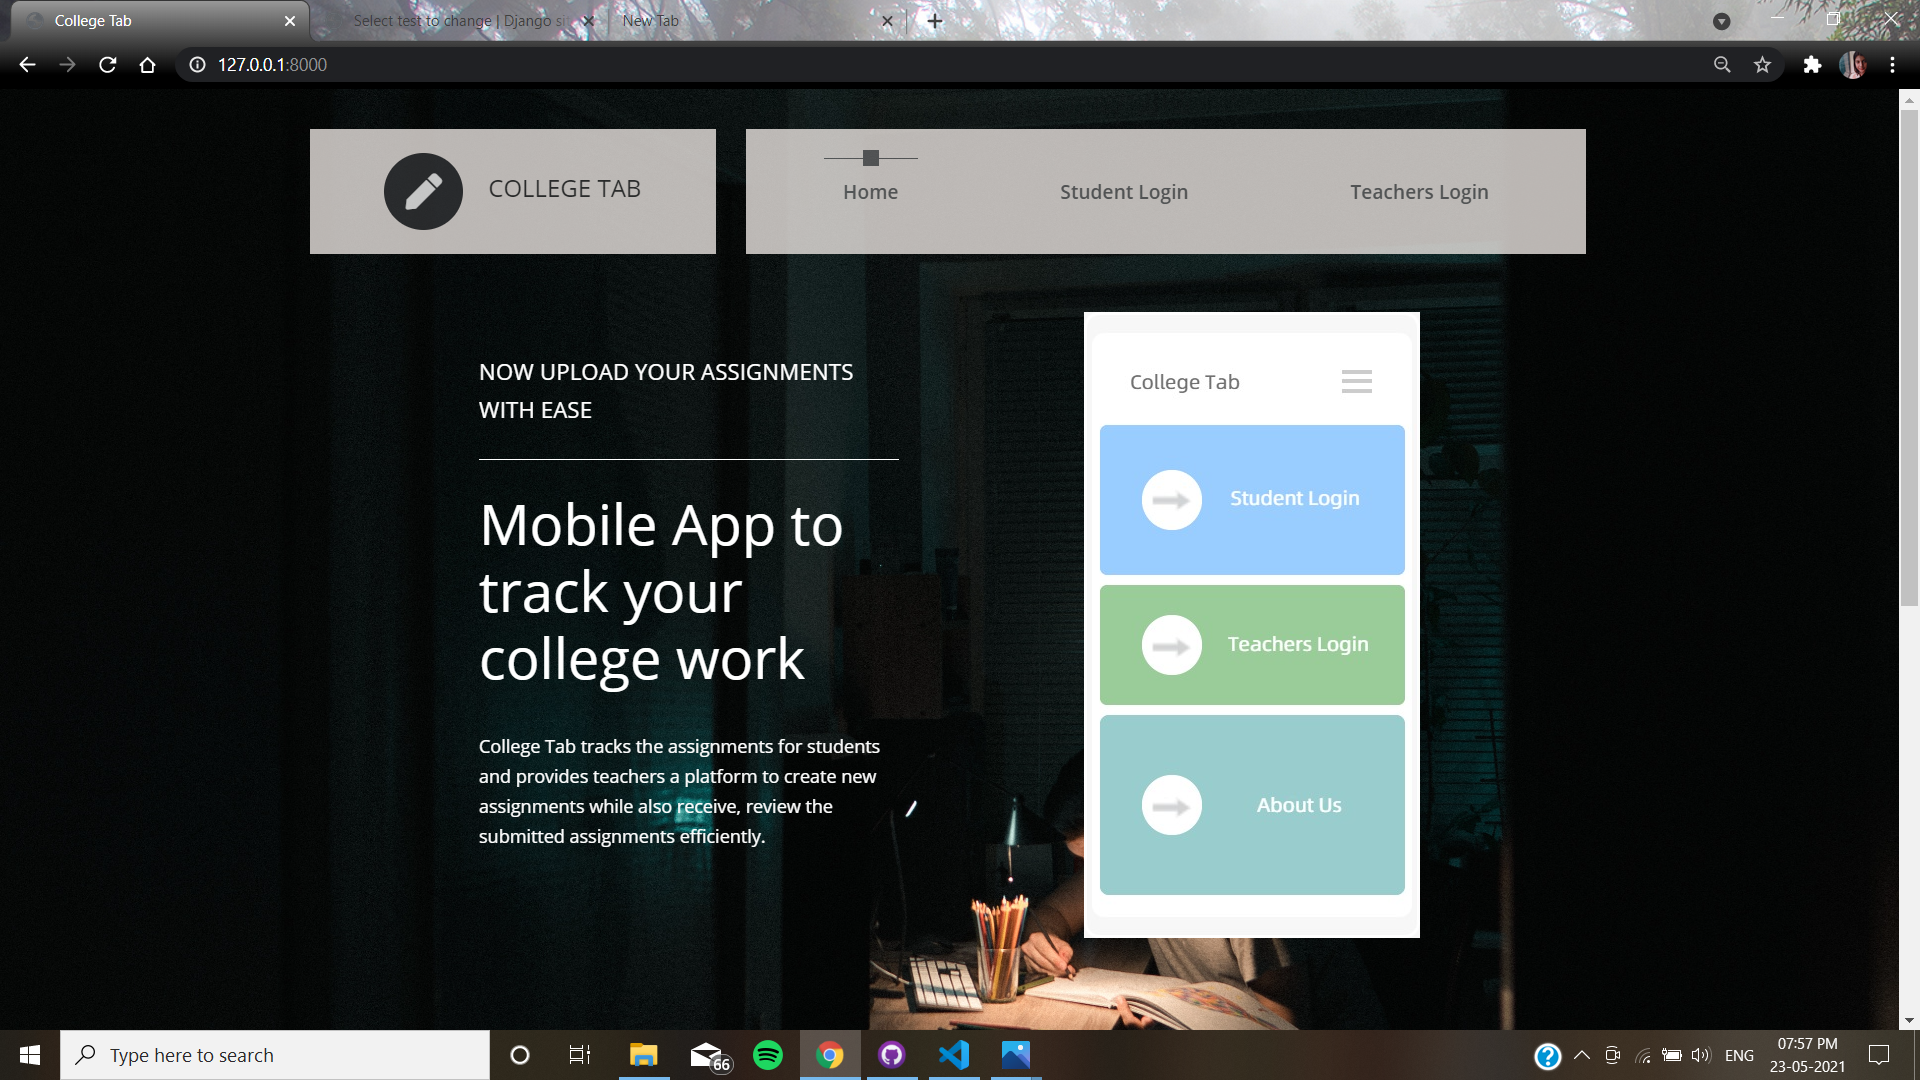 College Tab
Select test to change | Django si
New Tab
127.0.0.1:8000
COLLEGE TAB
Home
Student Login
Teachers Login
NOW UPLOAD YOUR ASSIGNMENTS
WITH EASE
Mobile App to
track your
college work
College Tab tracks the assignments for students
and provides teachers a platform to create new
assignments while also receive, review the
submitted assignments efficiently.
College Tab
Student Login
Teachers Login
About Us
Type here to search
66
ENG
07:57 PM
23-05-2021